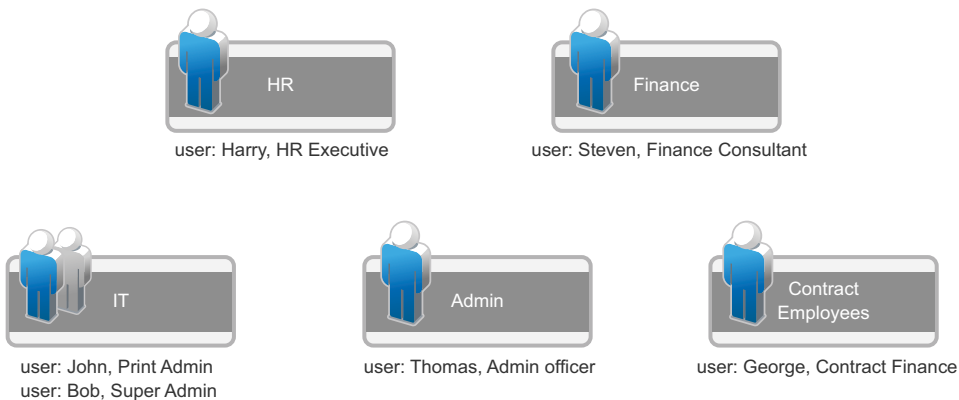 HR
Finance
user: Harry, HR Executive
user: Steven, Finance Consultant
IT
Admin
Contract
Employees
user: John, Print Admin
user: Bob, Super Admin
user: Thomas, Admin officer
user: George, Contract Finance